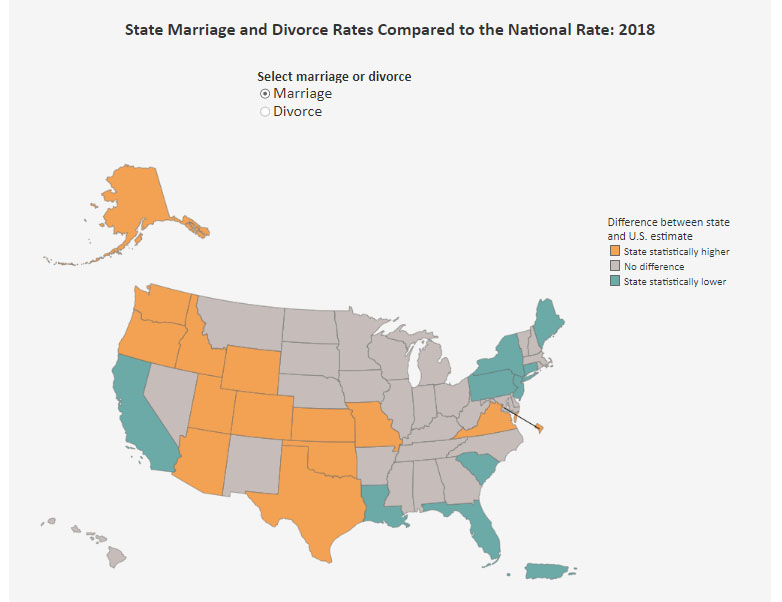 State Marriage and Divorce Rates Compared to the National Rate: 2018
Select marriage or divorce
Marriage
Divorce
Difference between state
and U.S. estimate
State statistically higher
No difference
State statistically lower